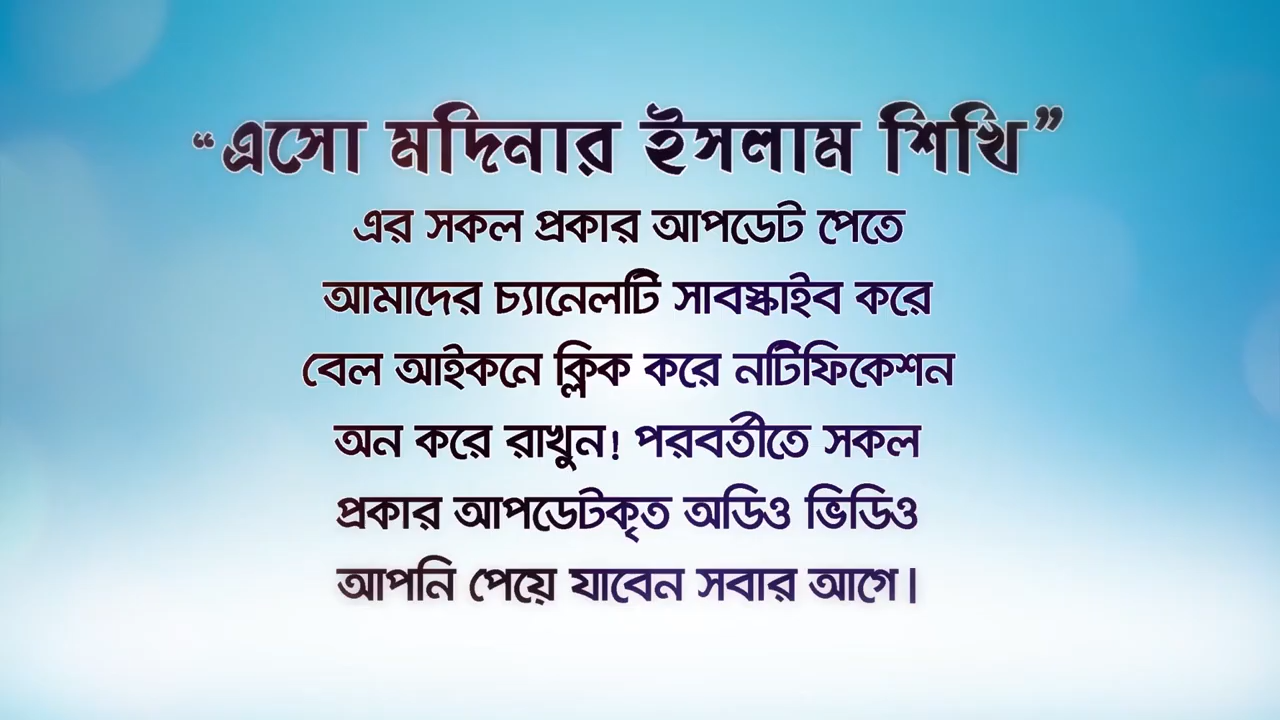 “এসো মদিনার ইসলাম শিখি”
এর সকল প্রকার আপডেট পেতে
আমাদের চ্যানেলটি সাবস্ক্রাইব করে
বেল আইকনে ক্লিক করে নটিফিকেশন
অন করে রাখুন! পরবর্তীতে সকল
প্রকার আপডেটকৃত অডিও ভিডিও
আপনি পেয়ে যাবেন সবার আগে।